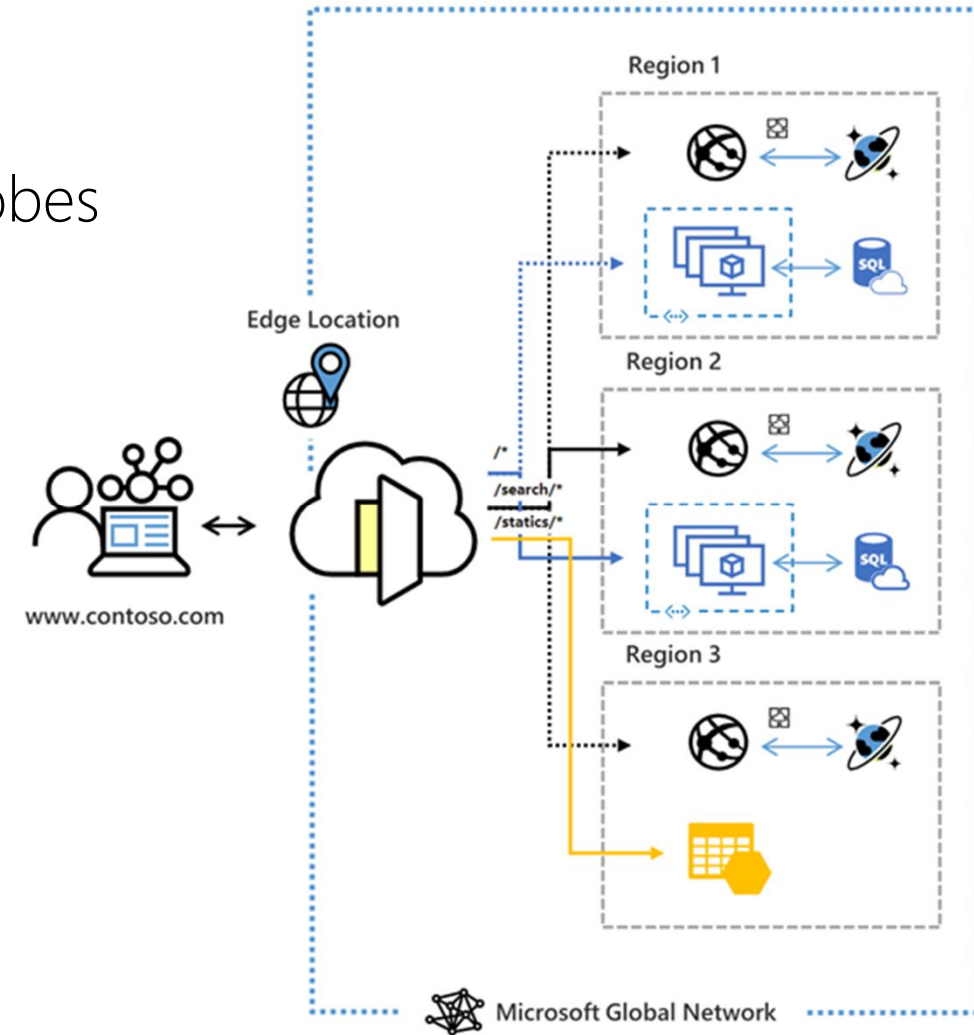 obes
Region 1
SQL
Edge Location
Region 2
/*
/search/*
/statics/*
SQL
www.contoso.com
Region 3
Microsoft Global Network